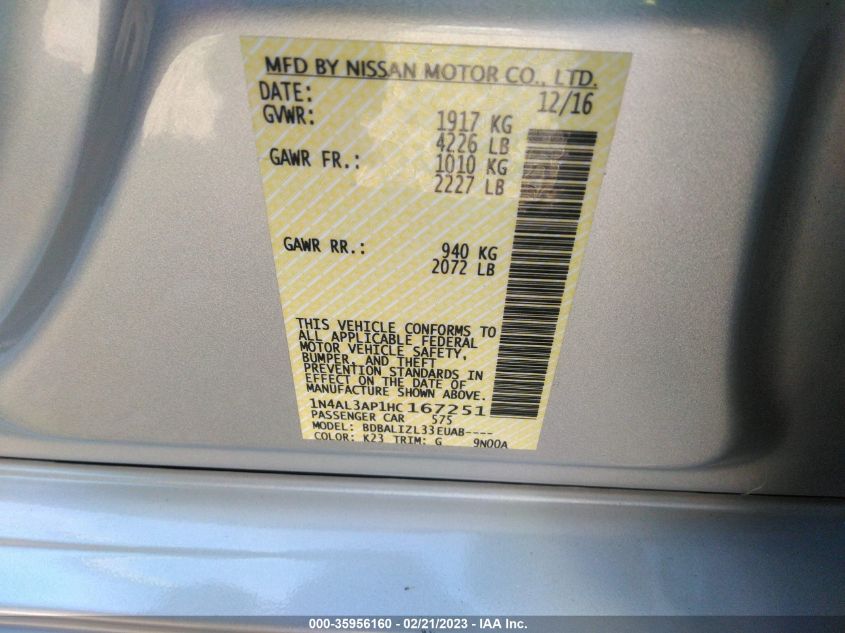 MFD BY NISSAN MOTOR CO., LTD.
DATE: 12/16
GVWR: 1917 KG
4226 LB
GAWR FR.: 1010 KG
2227 LB
GAWR RR.: 940 KG
2072 LB
THIS VEHICLE CONFORMS TO
ALL APPLICABLE FEDERAL
MOTOR VEHICLE SAFETY,
BUMPER, AND THEFT
PREVENTION STANDARDS IN
EFFECT ON THE DATE OF
MANUFACTURE SHOWN ABOVE.
1N4AL3AP1HC167251
PASSENGER CAR 575
MODEL: BDBALIZL33EUAB----
COLOR: K23 TRIM: G 9N00A
000-35956160 - 02/21/2023 - IAA Inc.